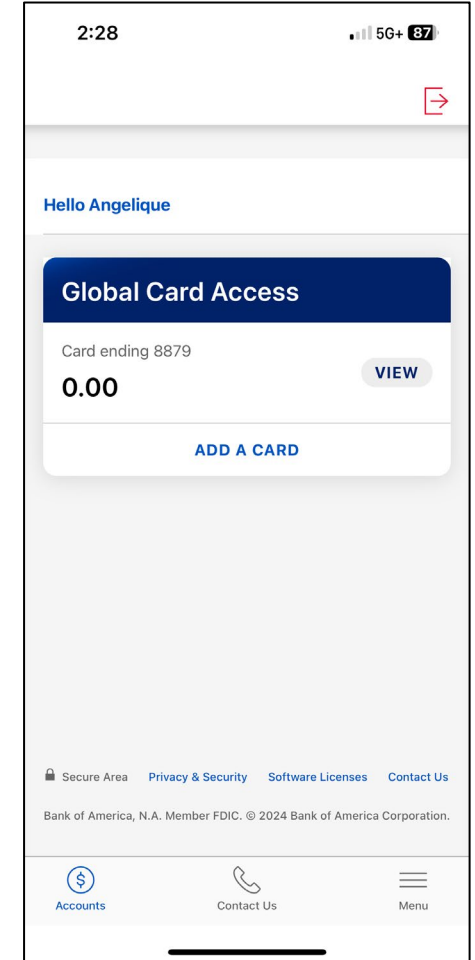 2:28 5G+ 87
Hello Angelique
Global Card Access
Card ending 8879
0.00
VIEW
ADD A CARD
Secure Area Privacy & Security Software Licenses Contact Us
Bank of America, N.A. Member FDIC. © 2024 Bank of America Corporation.
Accounts Contact Us Menu